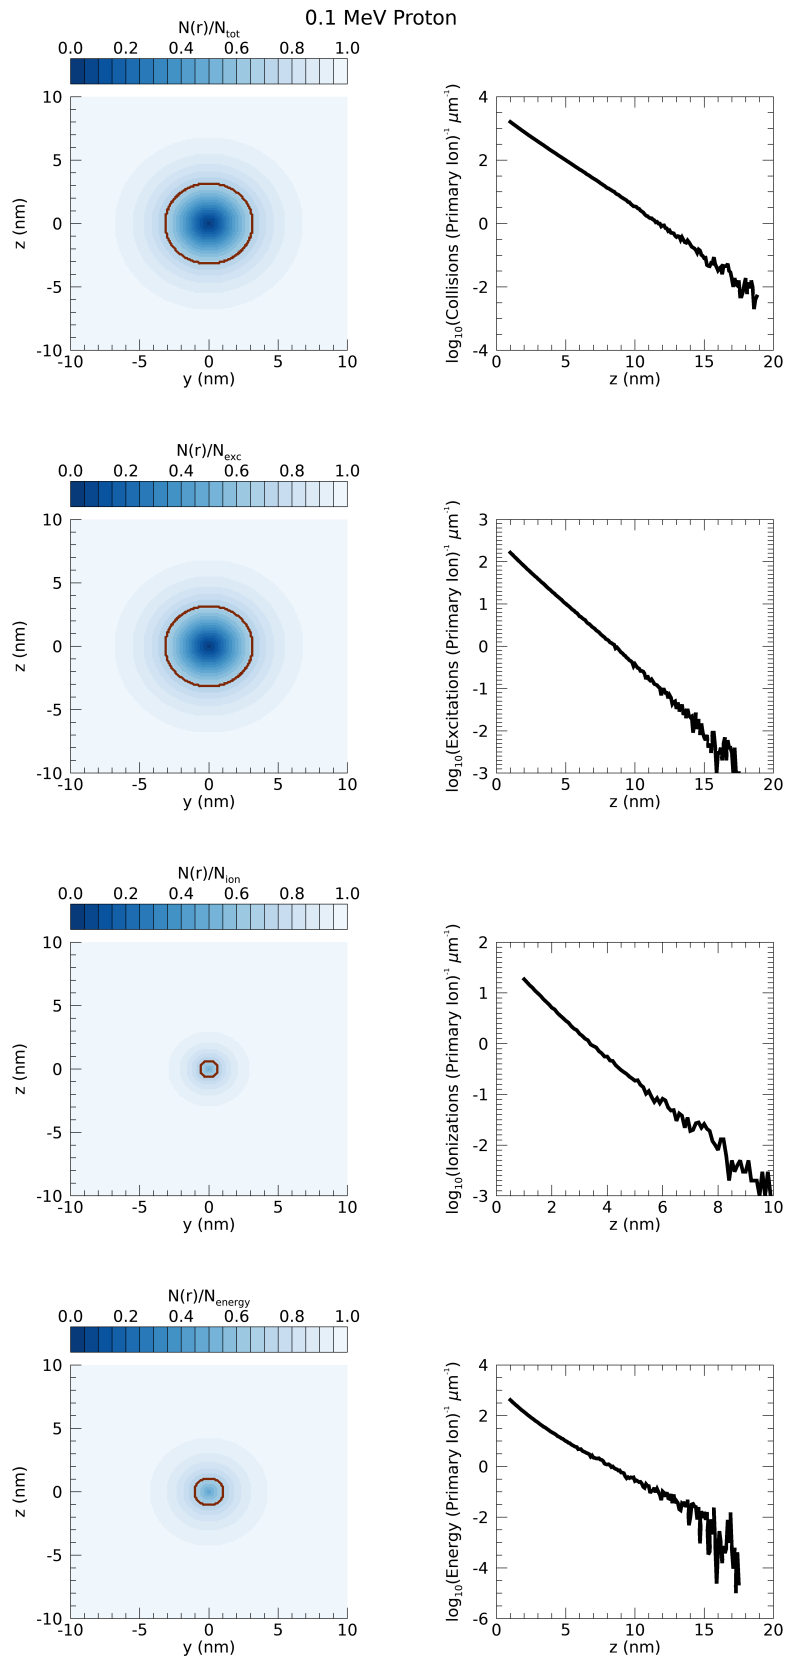 0.1 MeV Proton
N(r)/N_tot
0.0 0.2 0.4 0.6 0.8 1.0
10
5
0
-5
-10
-10 -5 0 5 10
y (nm)
z (nm)
4
2
0
-2
-4
0 5 10 15 20
z (nm)
log₁₀(Collisions (Primary Ion)⁻¹ μm⁻¹)
N(r)/N_exc
0.0 0.2 0.4 0.6 0.8 1.0
10
5
0
-5
-10
-10 -5 0 5 10
y (nm)
z (nm)
3
2
1
0
-1
-2
-3
0 5 10 15 20
z (nm)
log₁₀(Excitations (Primary Ion)⁻¹ μm⁻¹)
N(r)/N_ion
0.0 0.2 0.4 0.6 0.8 1.0
10
5
0
-5
-10
-10 -5 0 5 10
y (nm)
z (nm)
2
1
0
-1
-2
-3
0 2 4 6 8 10
z (nm)
log₁₀(Ionizations (Primary Ion)⁻¹ μm⁻¹)
N(r)/N_energy
0.0 0.2 0.4 0.6 0.8 1.0
10
5
0
-5
-10
-10 -5 0 5 10
y (nm)
z (nm)
4
2
0
-2
-4
-6
0 5 10 15 20
z (nm)
log₁₀(Energy (Primary Ion)⁻¹ μm⁻¹)